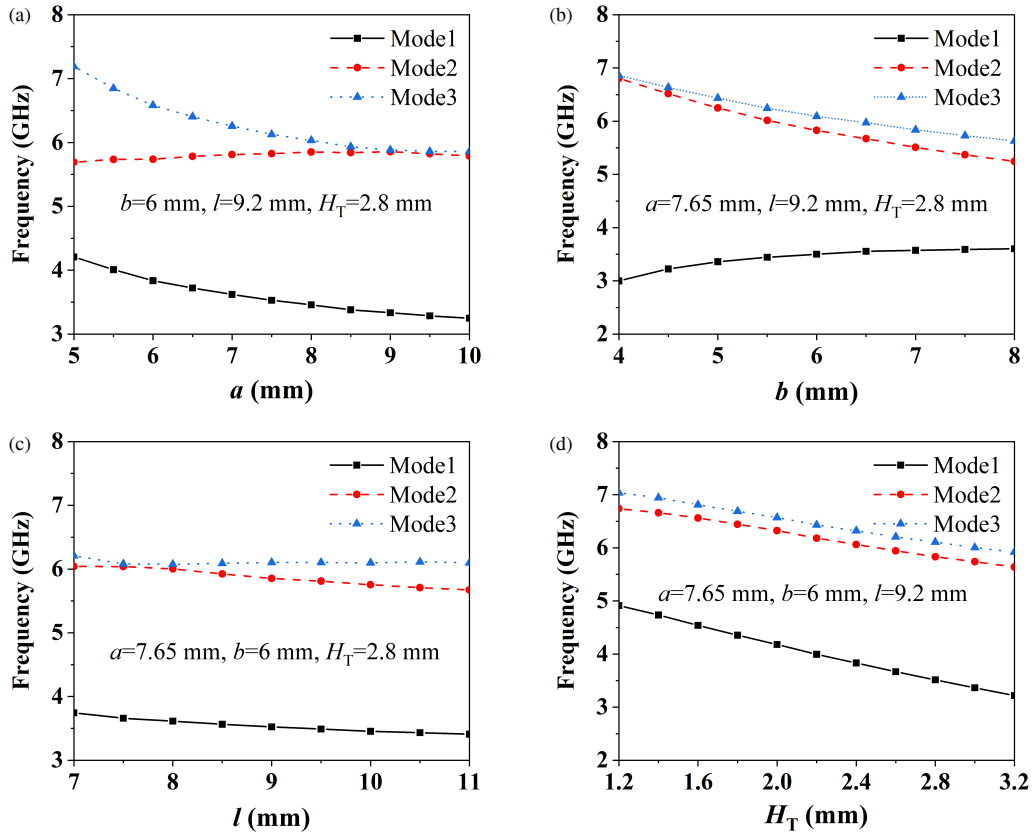 (a)
8
7
6
5
4
3
Frequency (GHz)
Mode1
Mode2
Mode3
b=6 mm, l=9.2 mm, H_T=2.8 mm
5 6 7 8 9 10
a (mm)
(b)
8
7
6
5
4
3
2
Frequency (GHz)
Mode1
Mode2
Mode3
a=7.65 mm, l=9.2 mm, H_T=2.8 mm
4 5 6 7 8
b (mm)
(c)
8
7
6
5
4
3
Frequency (GHz)
Mode1
Mode2
Mode3
a=7.65 mm, b=6 mm, H_T=2.8 mm
7 8 9 10 11
l (mm)
(d)
8
7
6
5
4
3
2
Frequency (GHz)
Mode1
Mode2
Mode3
a=7.65 mm, b=6 mm, l=9.2 mm
1.2 1.6 2.0 2.4 2.8 3.2
H_T (mm)